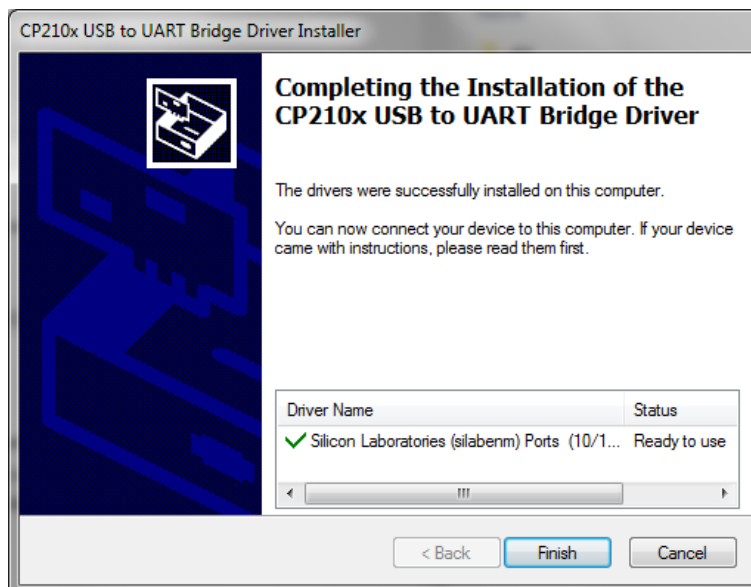 CP210x USB to UART Bridge Driver Installer
Completing the Installation of the
CP210x USB to UART Bridge Driver
The drivers were successfully installed on this computer.
You can now connect your device to this computer. If your device
came with instructions, please read them first.
Driver Name Status
Silicon Laboratories (silabenm) Ports (10/1... Ready to use
< Back Finish Cancel